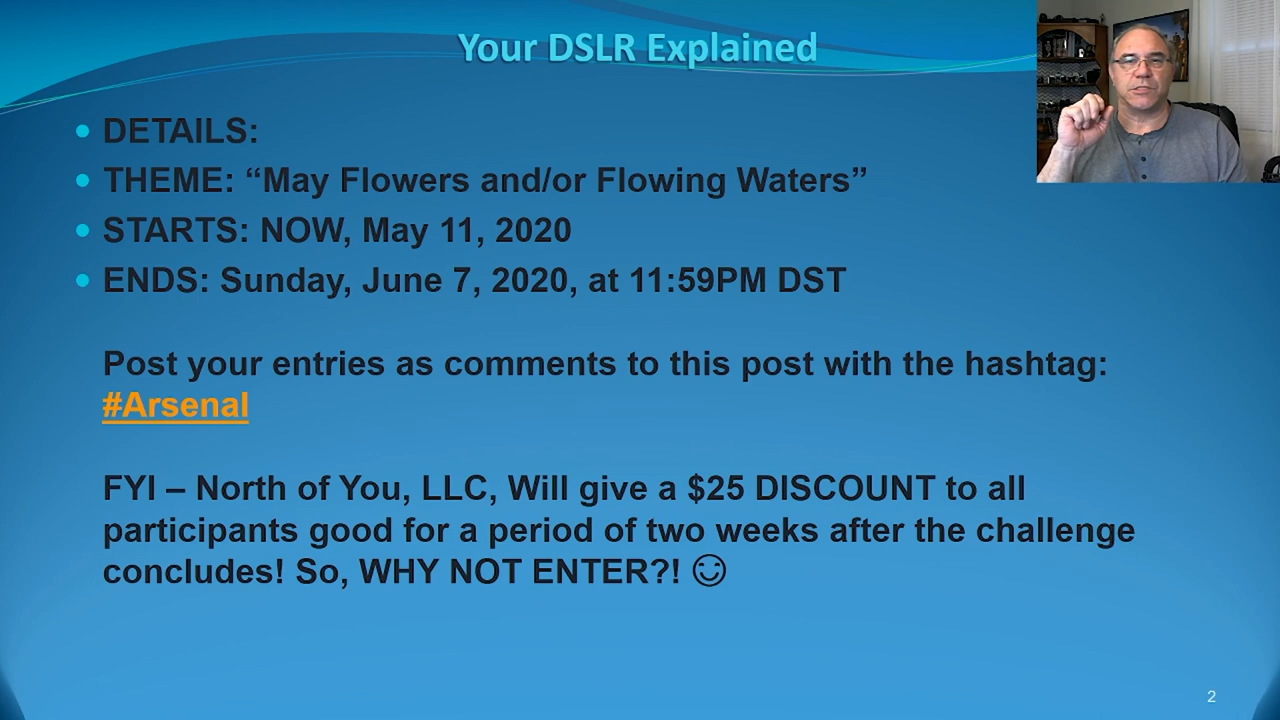 Your DSLR Explained
DETAILS:
THEME: “May Flowers and/or Flowing Waters”
STARTS: NOW, May 11, 2020
ENDS: Sunday, June 7, 2020, at 11:59PM DST
Post your entries as comments to this post with the hashtag:
#Arsenal
FYI – North of You, LLC, Will give a $25 DISCOUNT to all
participants good for a period of two weeks after the challenge
concludes! So, WHY NOT ENTER?! ☺
2